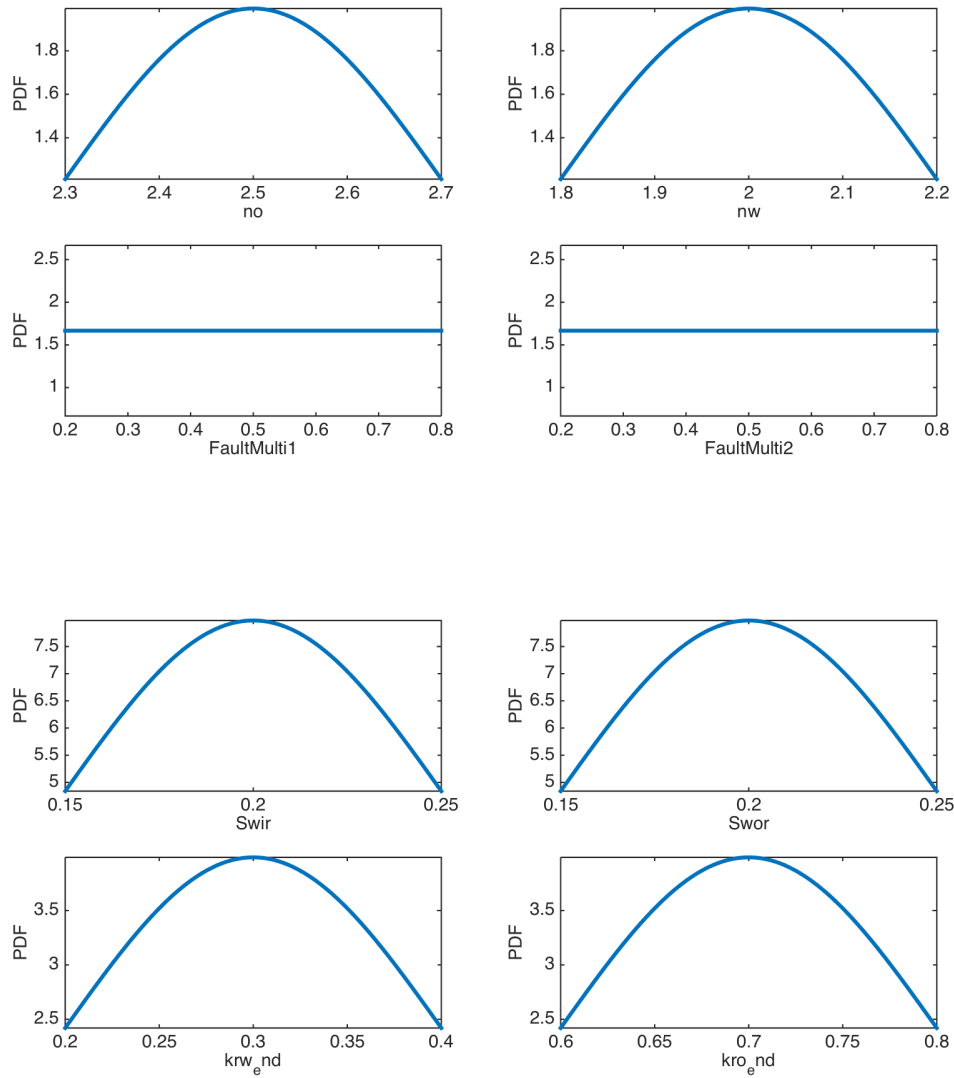 PDF
1.8
1.6
1.4
2.3 2.4 2.5 2.6 2.7
no
PDF
1.8
1.6
1.4
1.8 1.9 2 2.1 2.2
nw
PDF
2.5
2
1.5
1
0.2 0.3 0.4 0.5 0.6 0.7 0.8
FaultMulti1
PDF
2.5
2
1.5
1
0.2 0.3 0.4 0.5 0.6 0.7 0.8
FaultMulti2
PDF
7.5
7
6.5
6
5.5
5
0.15 0.2 0.25
Swir
PDF
7.5
7
6.5
6
5.5
5
0.15 0.2 0.25
Swor
PDF
3.5
3
2.5
0.2 0.25 0.3 0.35 0.4
krw_end
PDF
3.5
3
2.5
0.6 0.65 0.7 0.75 0.8
kro_end